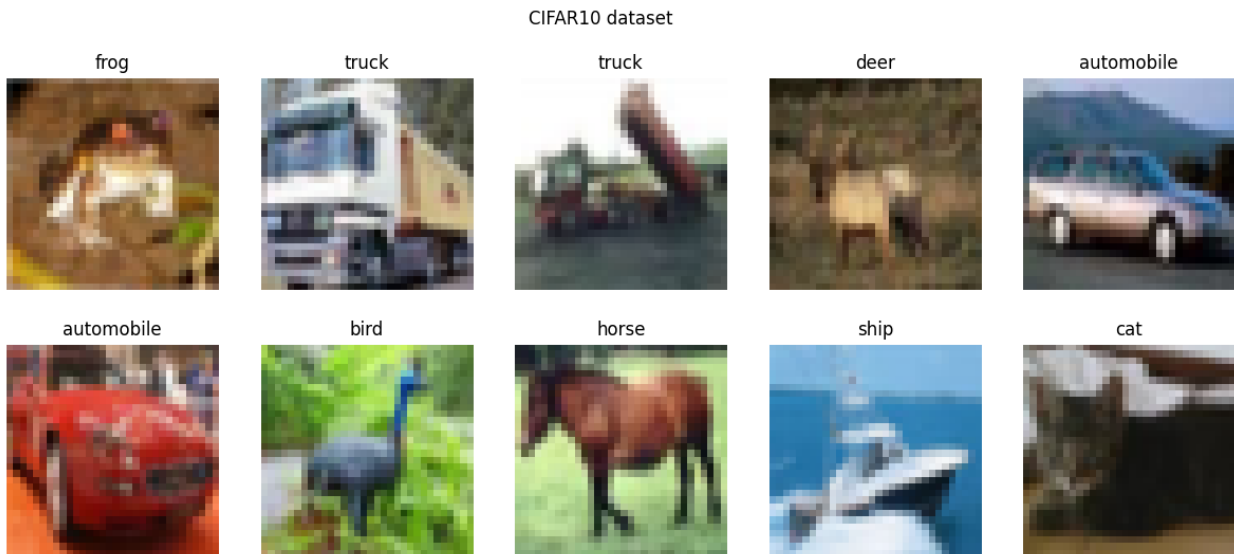 CIFAR10 dataset
frog truck truck deer automobile
automobile bird horse ship cat